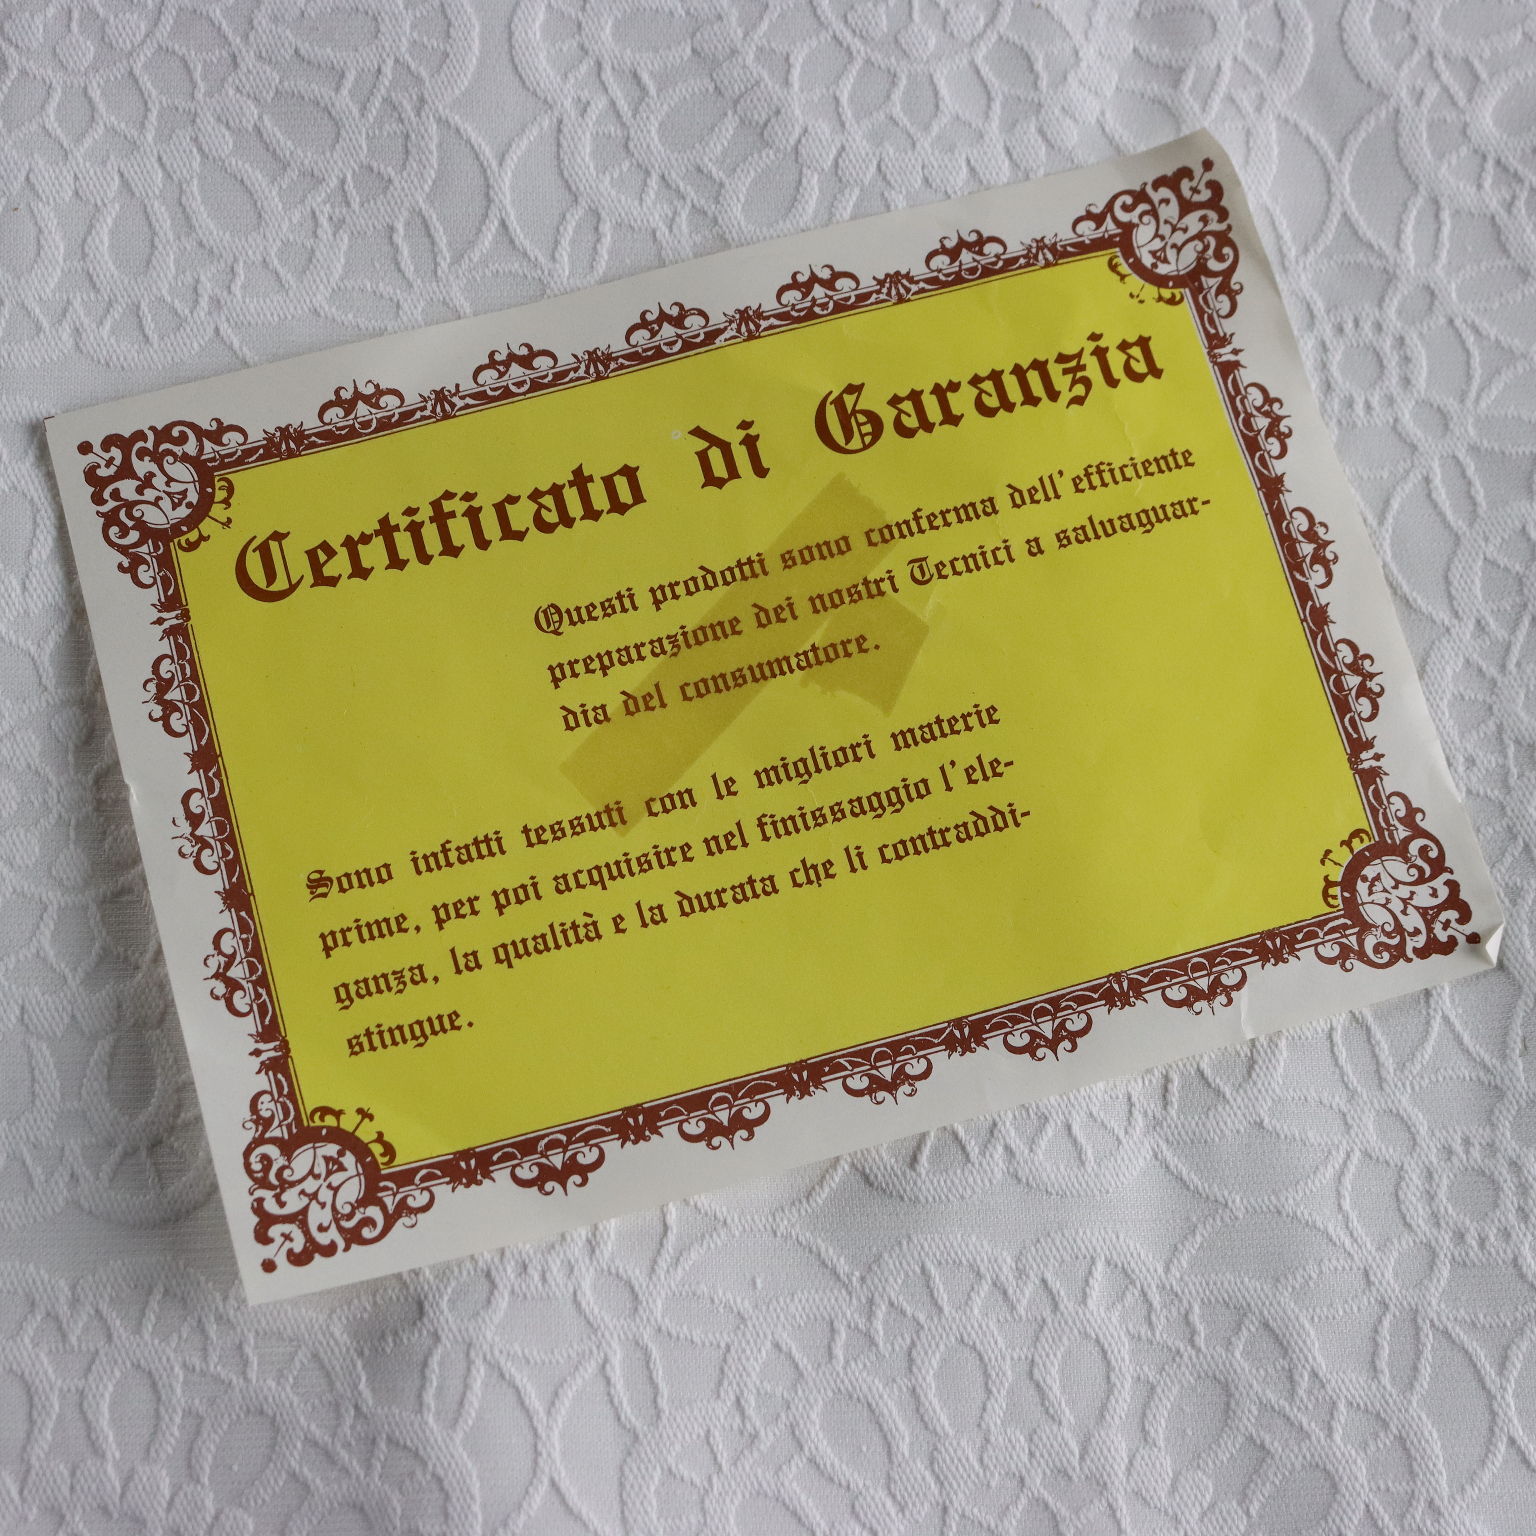 Certificato di Garanzia
Questi prodotti sono conferma dell'efficiente
preparazione dei nostri Tecnici a salvaguar-
dia del consumatore.
Sono infatti tessuti con le migliori materie
prime, per poi acquisire nel finissaggio l'ele-
ganza, la qualità e la durata che li contraddi-
stingue.